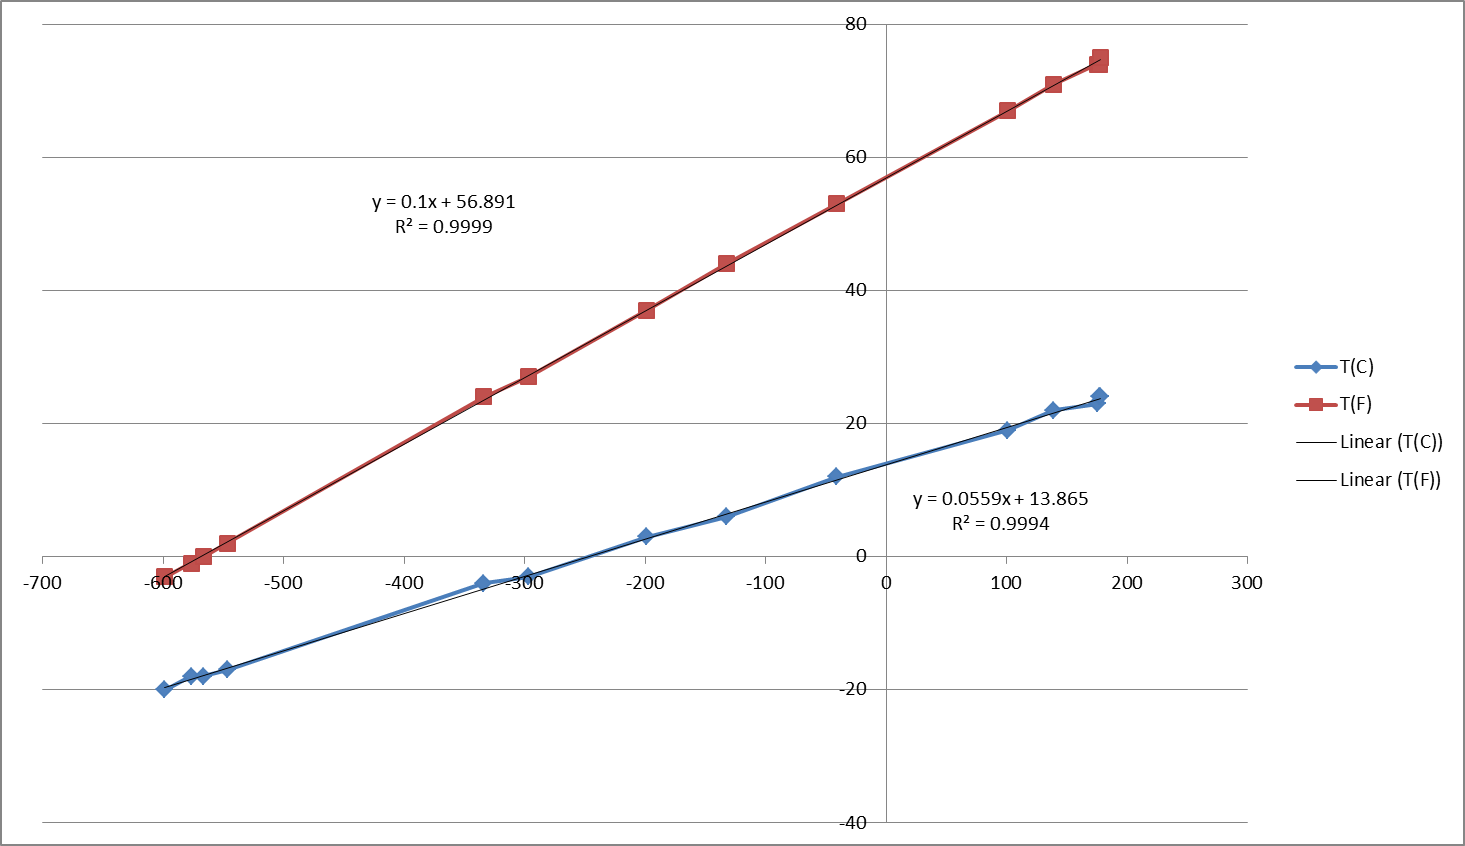 80
60
y = 0.1x + 56.891
R² = 0.9999
40
T(C)
T(F)
20
Linear (T(C))
Linear (T(F))
y = 0.0559x + 13.865
R² = 0.9994
0
-700 -600 -500 -400 -300 -200 -100 0 100 200 300
-20
-40